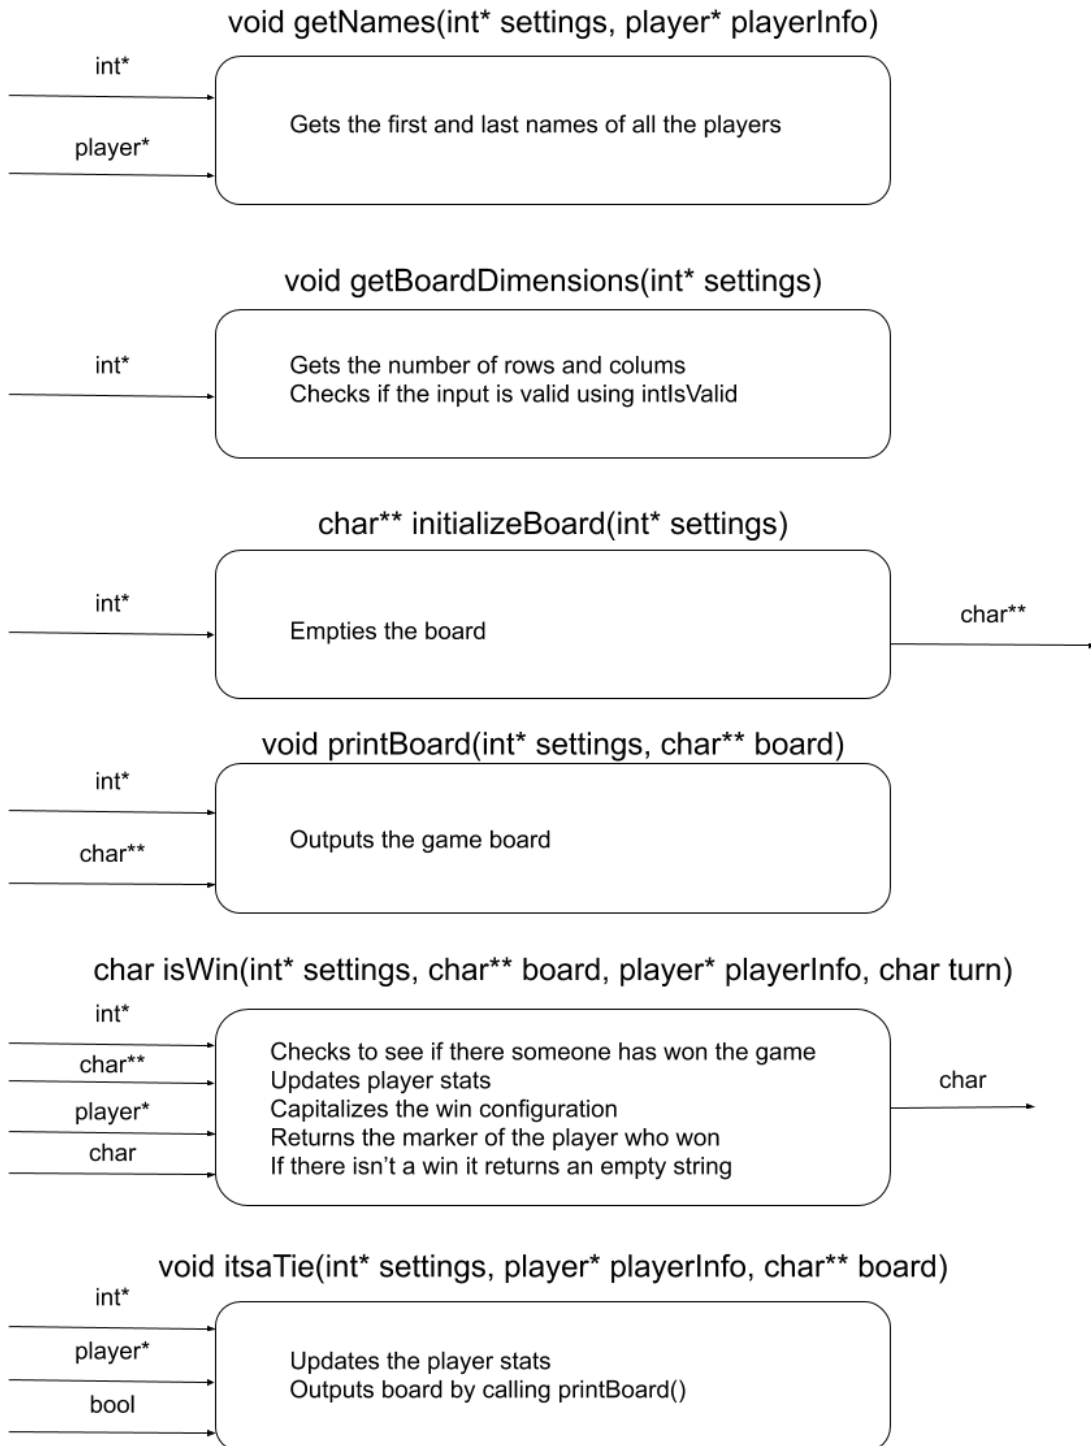 void getNames(int* settings, player* playerInfo)
int*
Gets the first and last names of all the players
player*
void getBoardDimensions(int* settings)
int*
Gets the number of rows and colums
Checks if the input is valid using intIsValid
char** initializeBoard(int* settings)
int*
Empties the board
char**
void printBoard(int* settings, char** board)
int*
Outputs the game board
char**
char isWin(int* settings, char** board, player* playerInfo, char turn)
int*
char**
player*
char
Checks to see if there someone has won the game
Updates player stats
Capitalizes the win configuration
Returns the marker of the player who won
If there isn't a win it returns an empty string
char
void itsaTie(int* settings, player* playerInfo, char** board)
int*
player*
bool
Updates the player stats
Outputs board by calling printBoard()